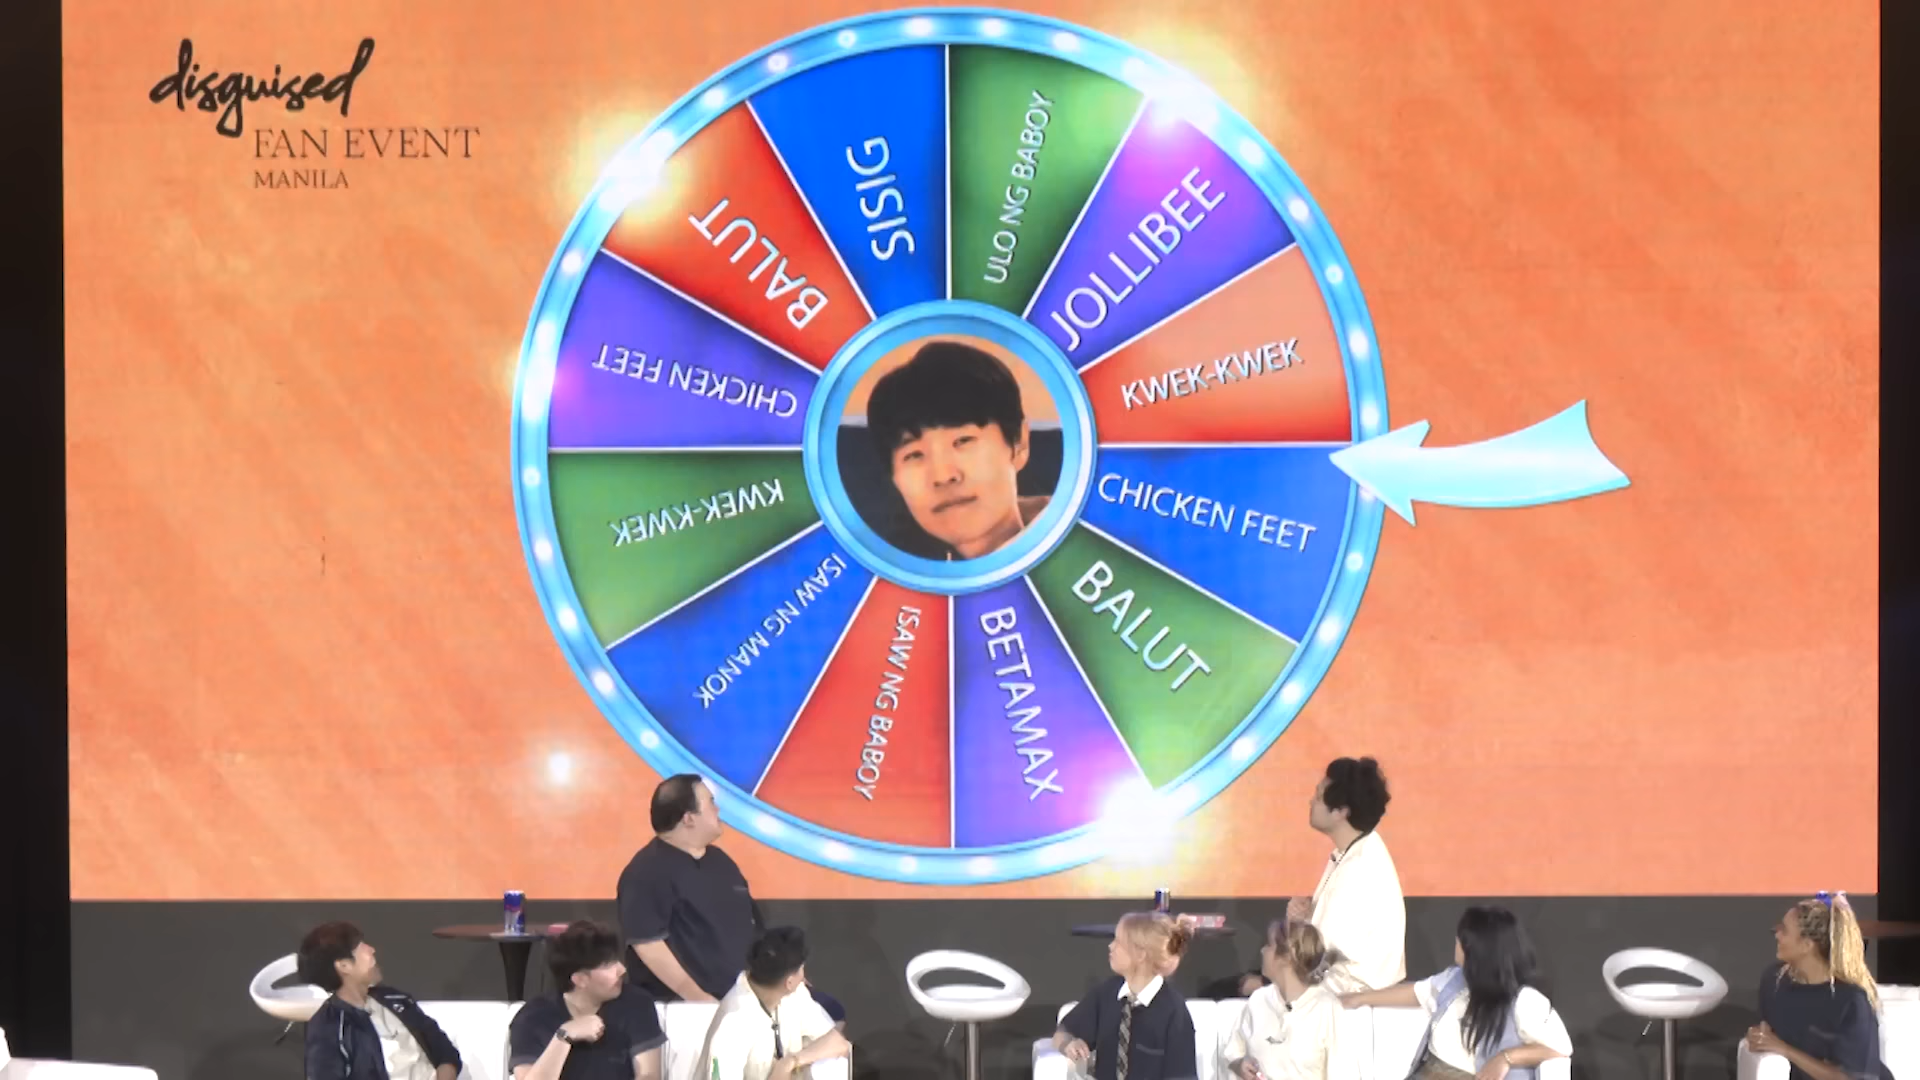 disguised
FAN EVENT
MANILA
SISIG
ULO NG BABOY
JOLLIBEE
KWEK-KWEK
CHICKEN FEET
BALUT
BETAMAX
ISAW NG BABOY
ISAW NG MANOK
KWEK-KWEK
CHICKEN FEET
BALUT